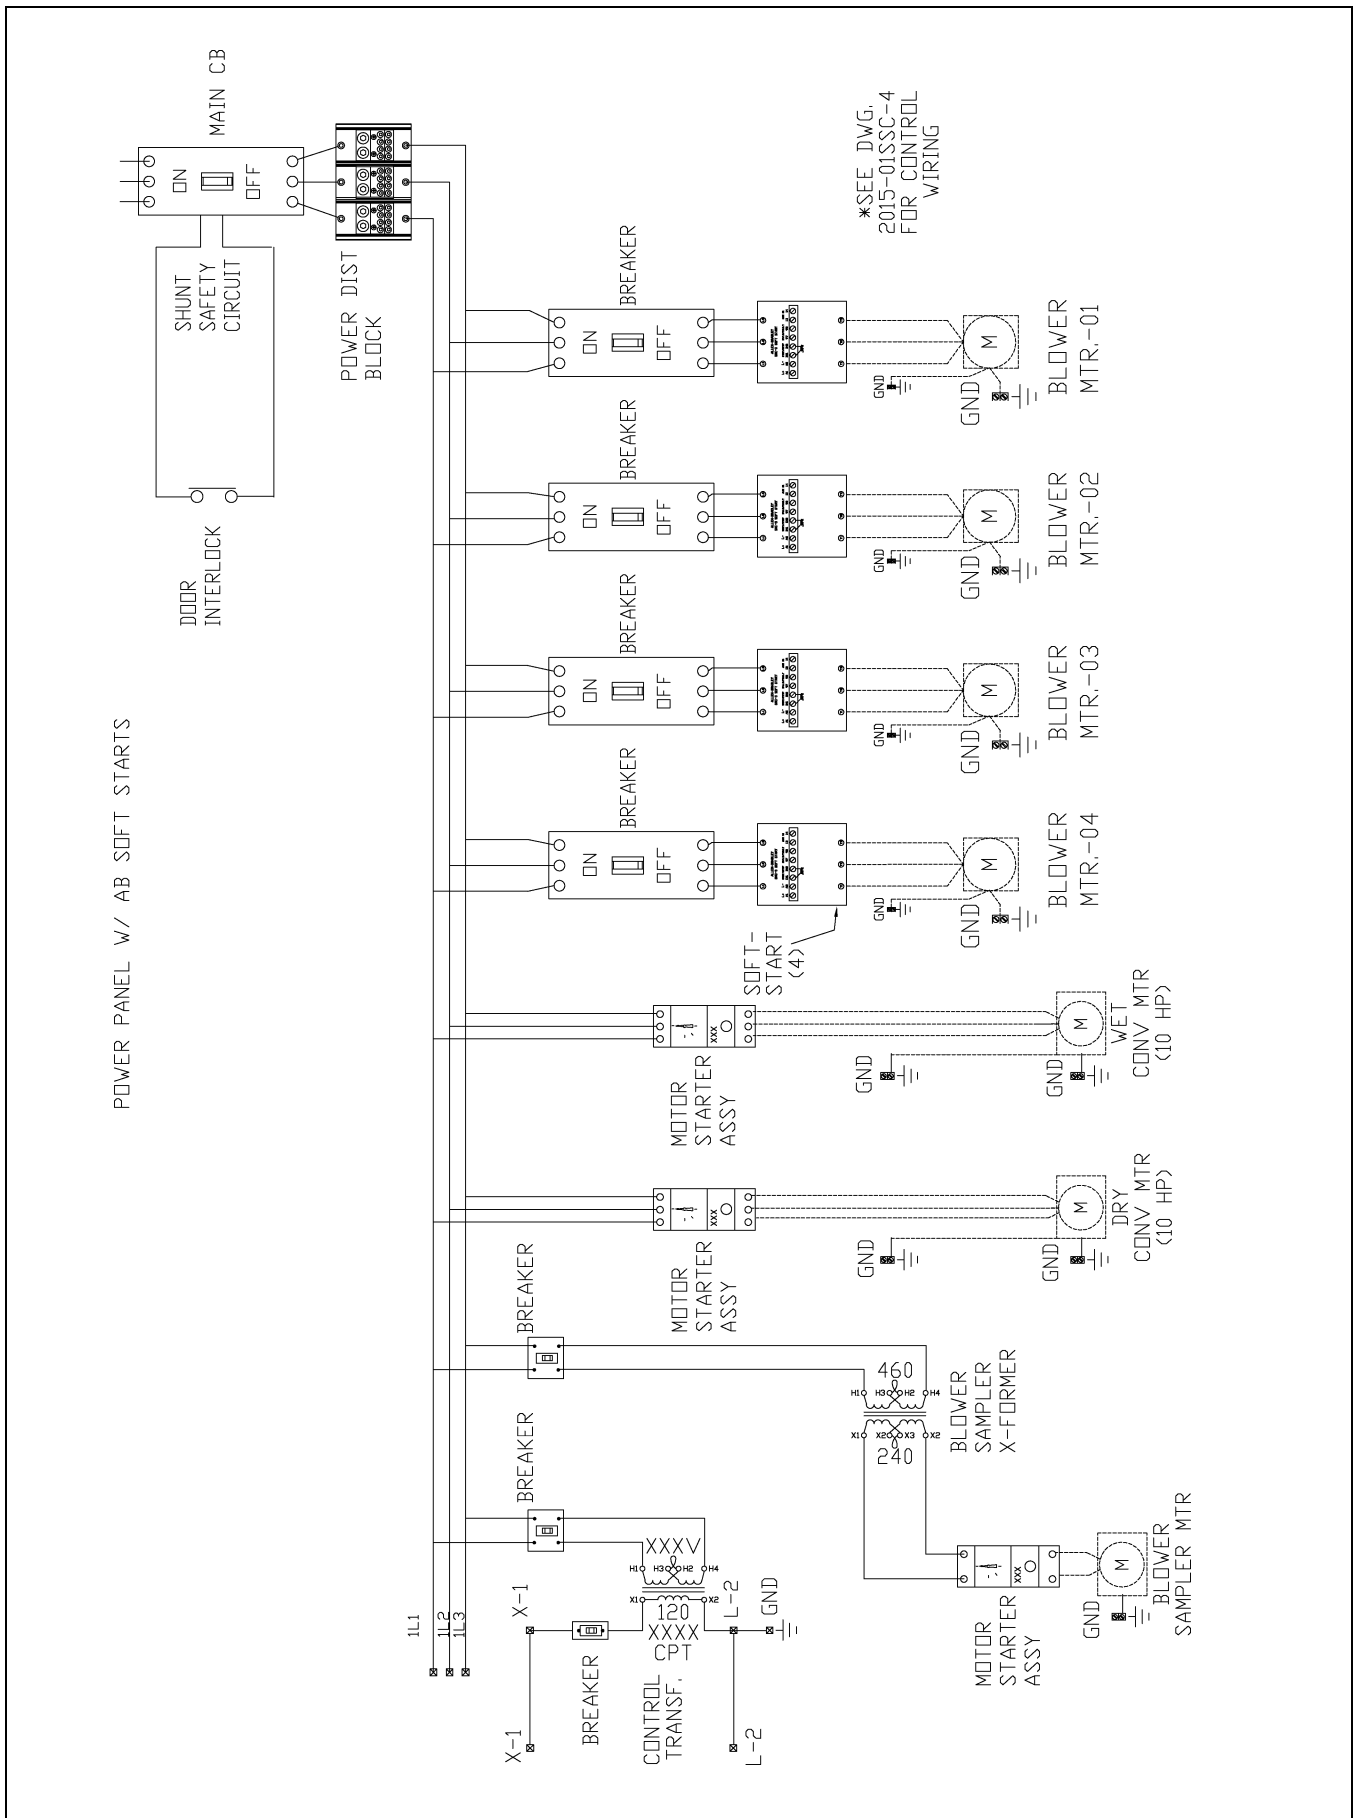 POWER PANEL W/ AB SOFT STARTS
MAIN CB
ON
OFF
SHUNT
SAFETY
CIRCUIT
DOOR
INTERLOCK
POWER DIST
BLOCK
*SEE DWG.
2015-01SSC-4
FOR CONTROL
WIRING
BREAKER
ON
OFF
GND
GND
BLOWER
MTR.-01
BREAKER
ON
OFF
GND
GND
BLOWER
MTR.-02
BREAKER
ON
OFF
GND
GND
BLOWER
MTR.-03
BREAKER
ON
OFF
GND
GND
BLOWER
MTR.-04
M
M
M
M
SOFT-
START
(4)
MOTOR
STARTER
ASSY
XXX
GND
GND
M
WET
CONV MTR
(10 HP)
MOTOR
STARTER
ASSY
XXX
GND
GND
M
DRY
CONV MTR
(10 HP)
BREAKER
460
H1 H3 H2 H4
X1 X2 X3 X2
240
BLOWER
SAMPLER
X-FORMER
MOTOR
STARTER
ASSY
XXX
GND
M
BLOWER
SAMPLER MTR
BREAKER
XXXV
H1 H3 H2 H4
X1 X2
120
XXXX
CPT
CONTROL
TRANSF.
BREAKER
X-1
X-1
L-2
L-2
GND
1L1
1L2
1L3